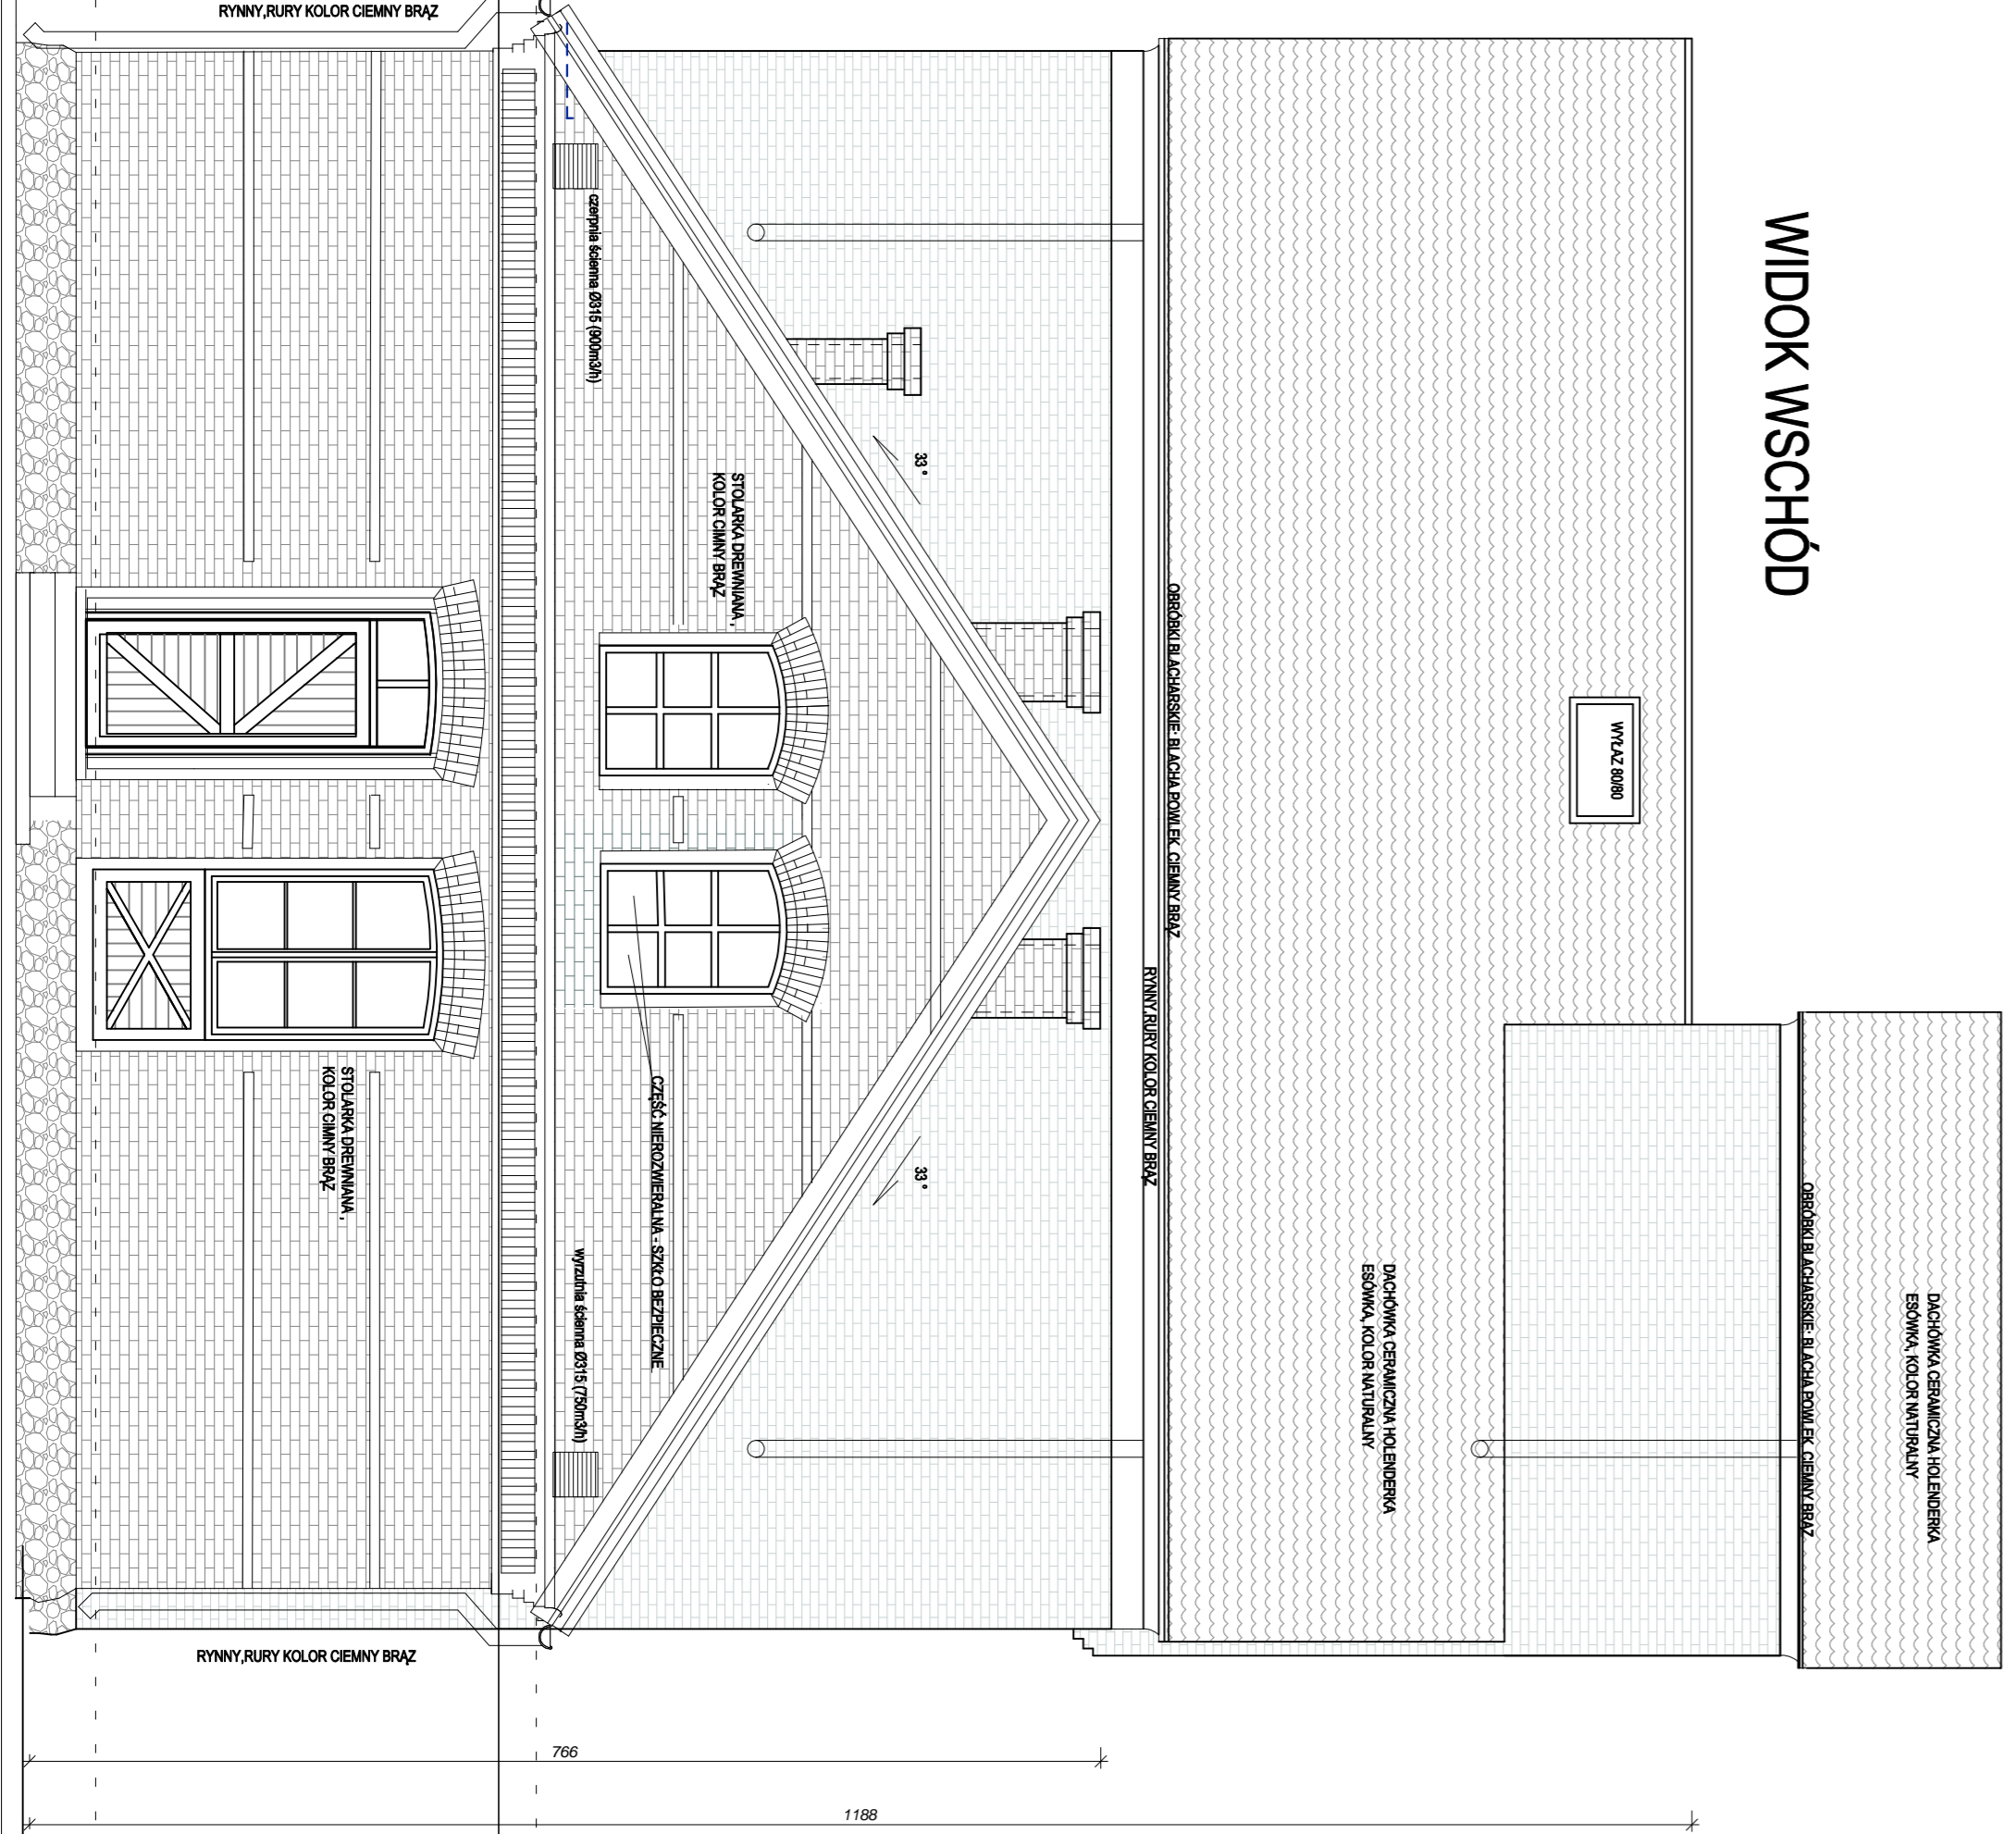 WIDOK WSCHÓD
DACHÓWKA CERAMICZNA HOLENDERKA
ESÓWKA, KOLOR NATURALNY
OBRÓBKI BLACHARSKIE: BLACHA POWLEK. CIEMNY BRĄZ
WYŁAZ 80/80
DACHÓWKA CERAMICZNA HOLENDERKA
ESÓWKA, KOLOR NATURALNY
OBRÓBKI BLACHARSKIE: BLACHA POWLEK. CIEMNY BRĄZ
RYNNY,RURY KOLOR CIEMNY BRĄZ
33 °
33 °
STOLARKA DREWNIANA ,
KOLOR CIMNY BRĄZ
CZĘŚĆ NIEROZWIERALNA - SZKŁO BEZPIECZNE
czerpnia ścienna Ø315 (900m3/h)
wyrzutnia ścienna Ø315 (750m3/h)
STOLARKA DREWNIANA ,
KOLOR CIMNY BRĄZ
RYNNY,RURY KOLOR CIEMNY BRĄZ
RYNNY,RURY KOLOR CIEMNY BRĄZ
766
1188